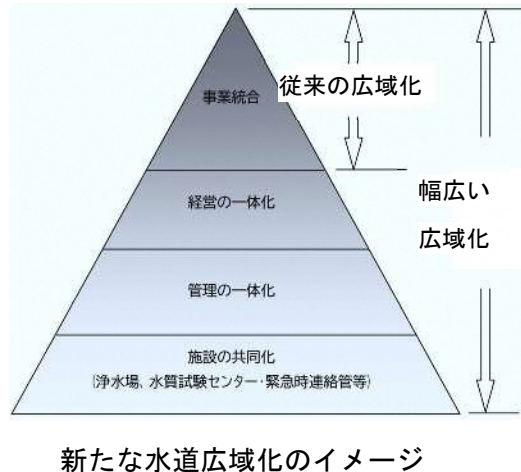 事業統合
従来の広域化
経営の一体化
幅広い
広域化
管理の一体化
施設の共同化
(浄水場、水質試験センター・緊急時連絡管等)
新たな水道広域化のイメージ